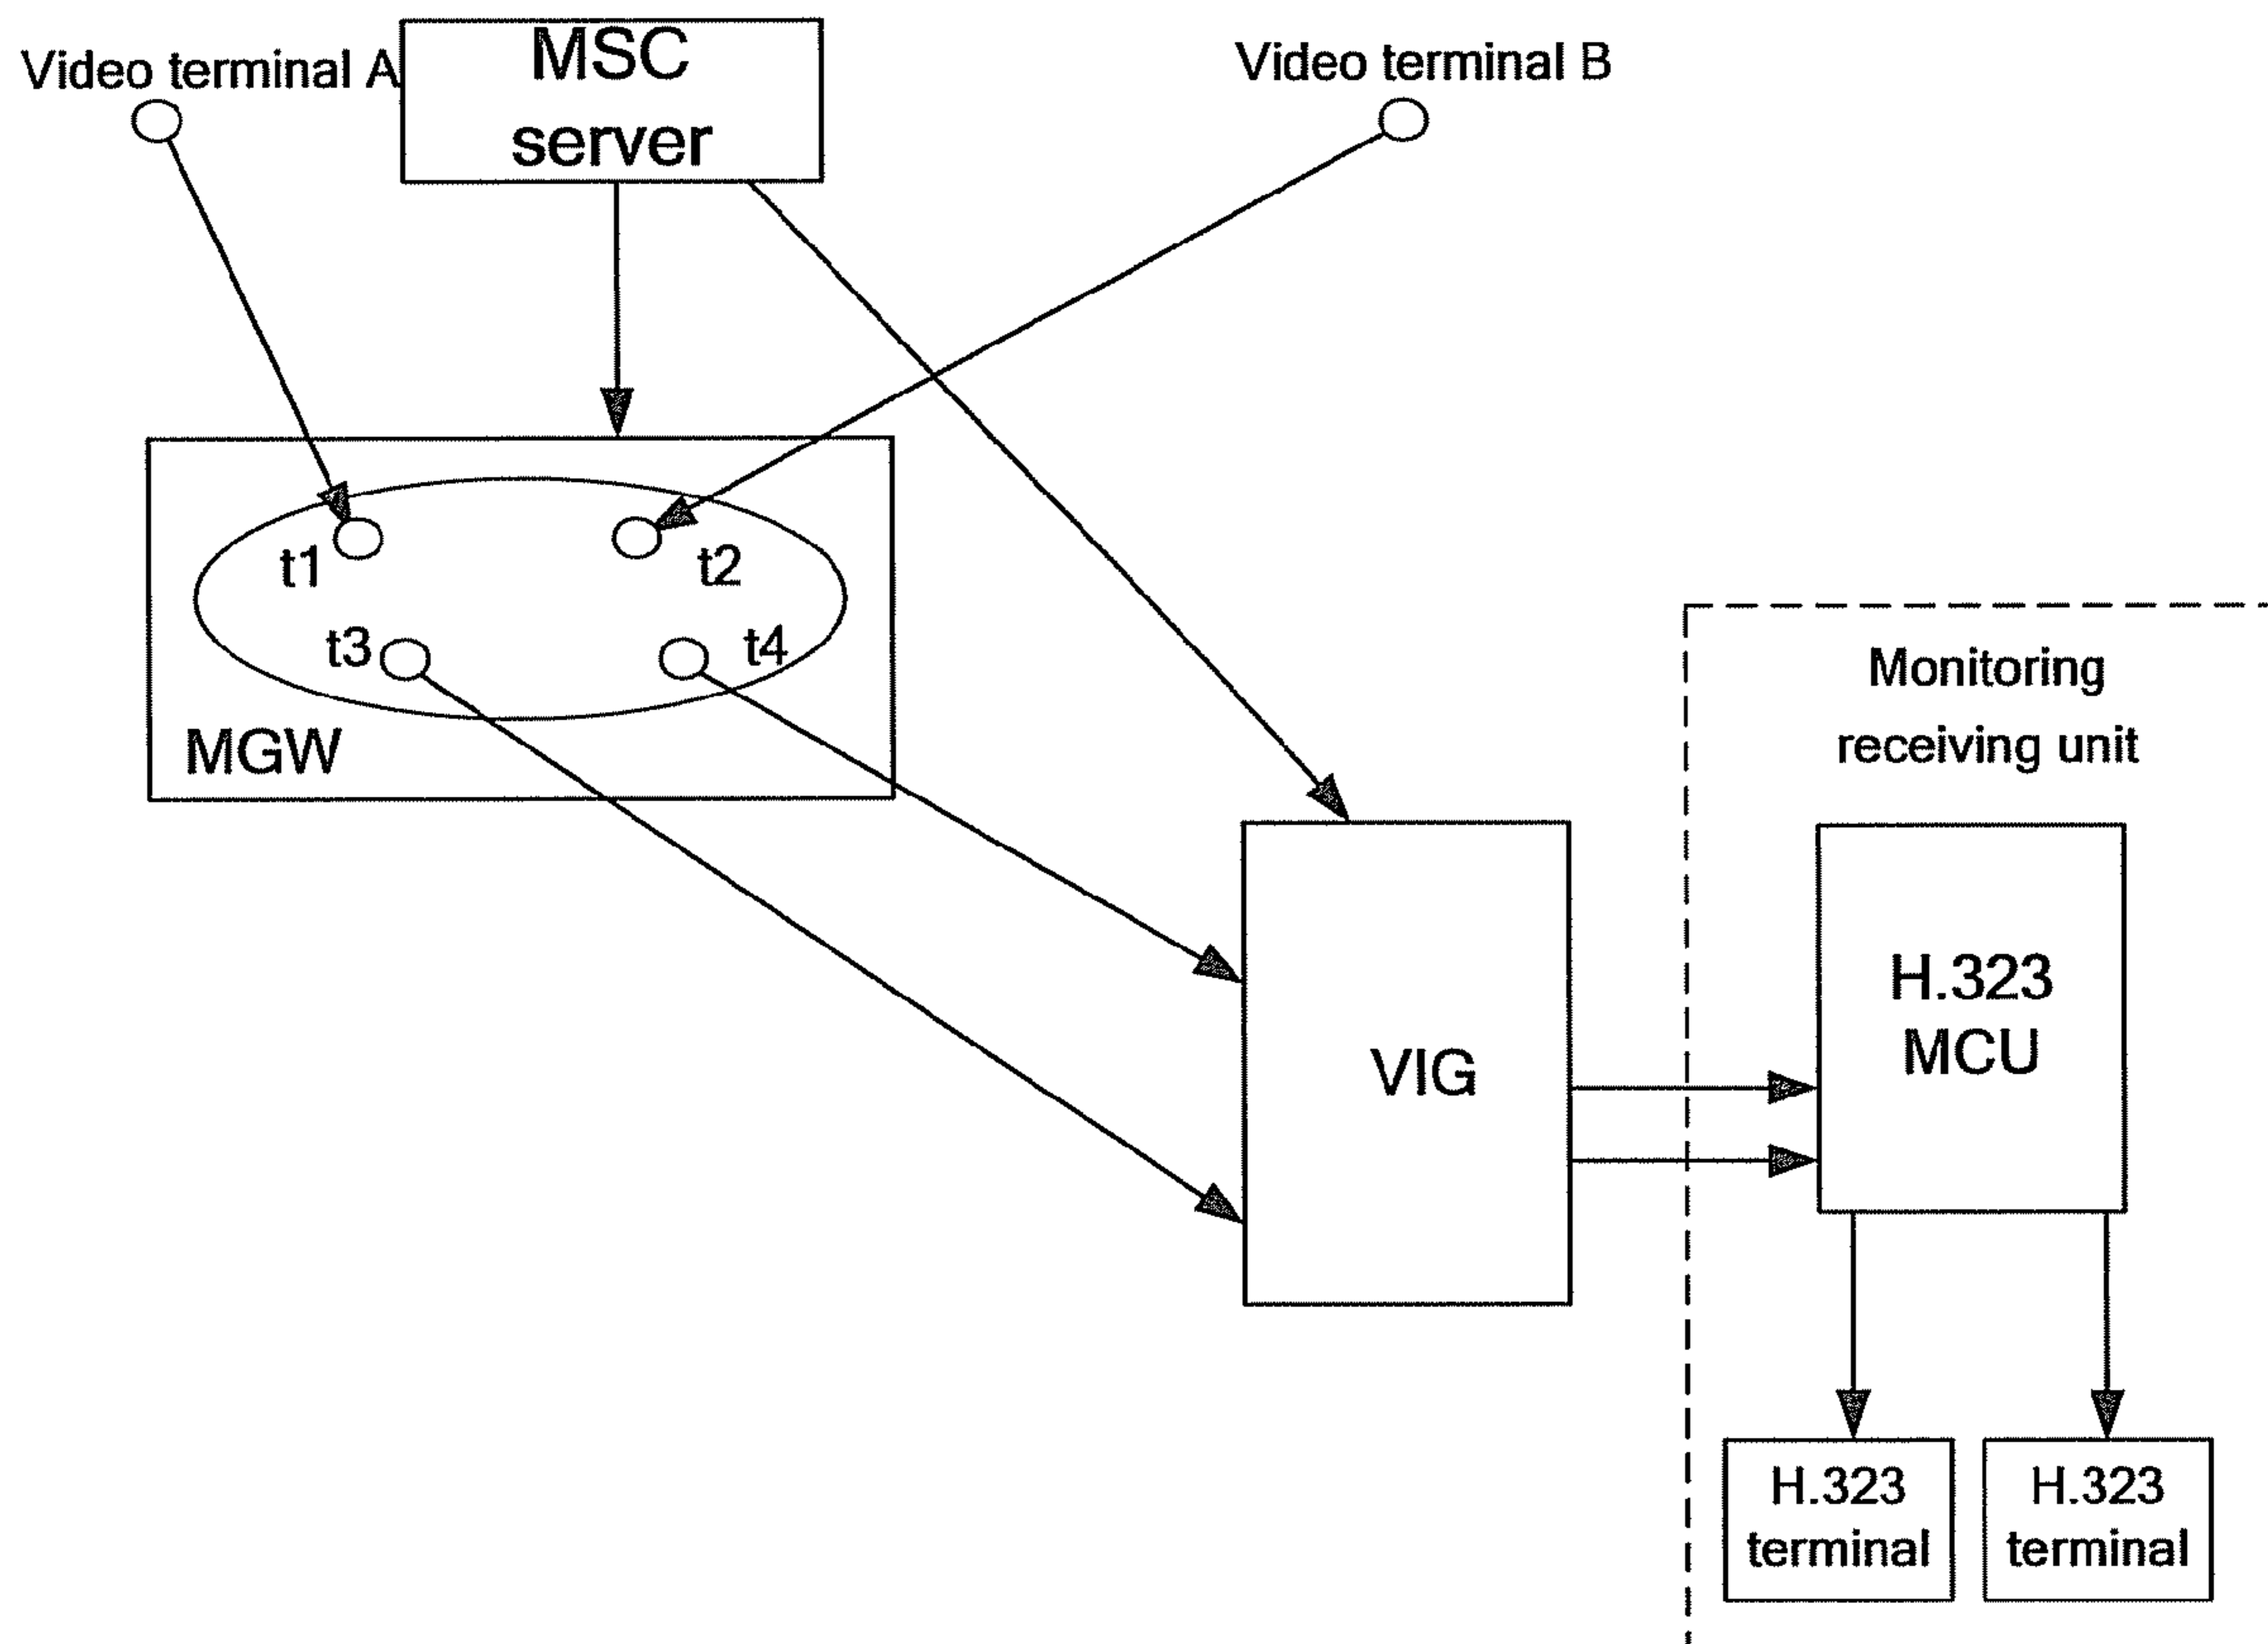 Video terminal A
MSC
server
Video terminal B
t1
t2
t3
t4
MGW
Monitoring
receiving unit
VIG
H.323
MCU
H.323
terminal
H.323
terminal